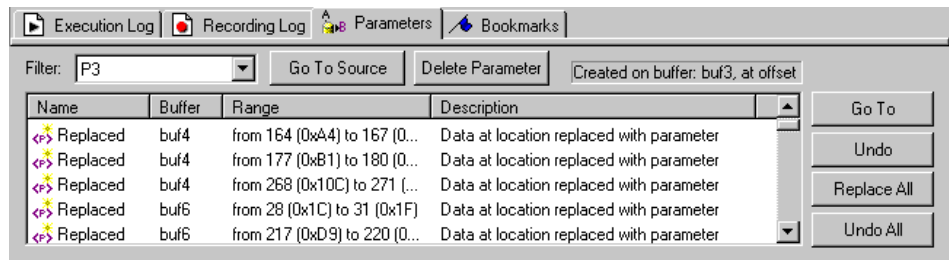 Execution Log Recording Log A B Parameters Bookmarks
Filter: P3 Go To Source Delete Parameter Created on buffer: buf3, at offset
Name Buffer Range Description Go To
<P> Replaced buf4 from 164 (0xA4) to 167 (0... Data at location replaced with parameter
<P> Replaced buf4 from 177 (0xB1) to 180 (0... Data at location replaced with parameter Undo
<P> Replaced buf4 from 268 (0x10C) to 271 (... Data at location replaced with parameter Replace All
<P> Replaced buf6 from 28 (0x1C) to 31 (0x1F) Data at location replaced with parameter
<P> Replaced buf6 from 217 (0xD9) to 220 (0... Data at location replaced with parameter Undo All